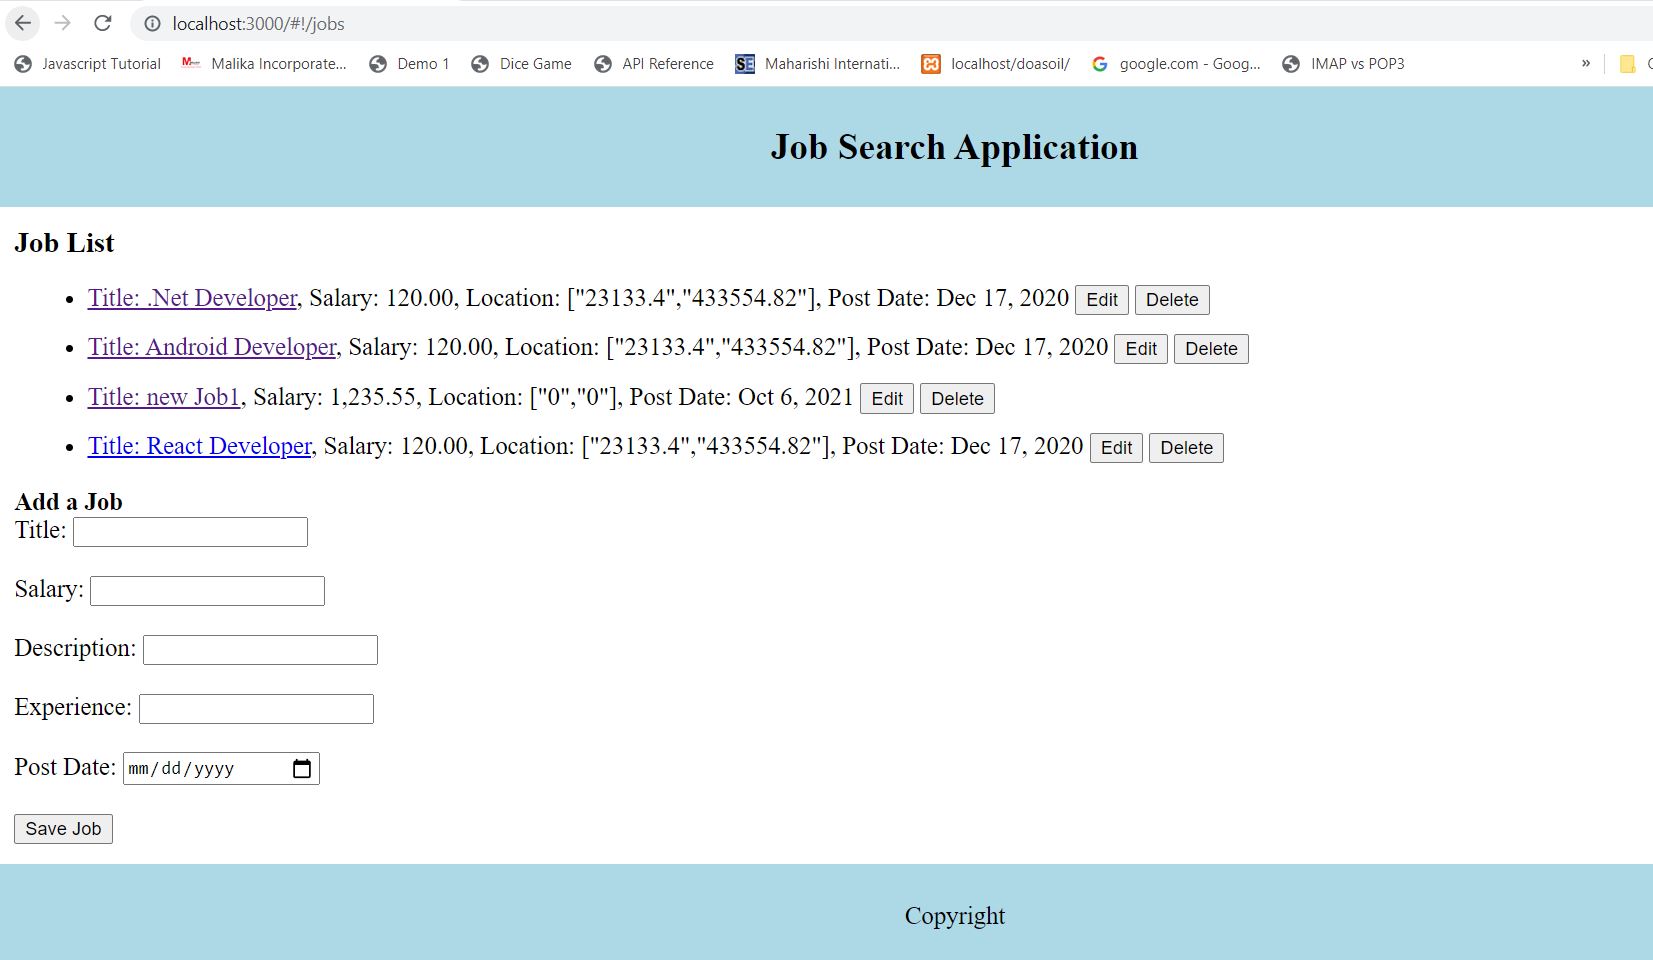 localhost:3000/#!/jobs
Javascript Tutorial Malika Incorporate... Demo 1 Dice Game API Reference SE Maharishi Internati... localhost/doasoil/ G google.com - Goog... IMAP vs POP3 »
Job Search Application
Job List
• Title: .Net Developer, Salary: 120.00, Location: ["23133.4","433554.82"], Post Date: Dec 17, 2020 Edit Delete
• Title: Android Developer, Salary: 120.00, Location: ["23133.4","433554.82"], Post Date: Dec 17, 2020 Edit Delete
• Title: new Job1, Salary: 1,235.55, Location: ["0","0"], Post Date: Oct 6, 2021 Edit Delete
• Title: React Developer, Salary: 120.00, Location: ["23133.4","433554.82"], Post Date: Dec 17, 2020 Edit Delete
Add a Job
Title:
Salary:
Description:
Experience:
Post Date: mm/dd/yyyy
Save Job
Copyright